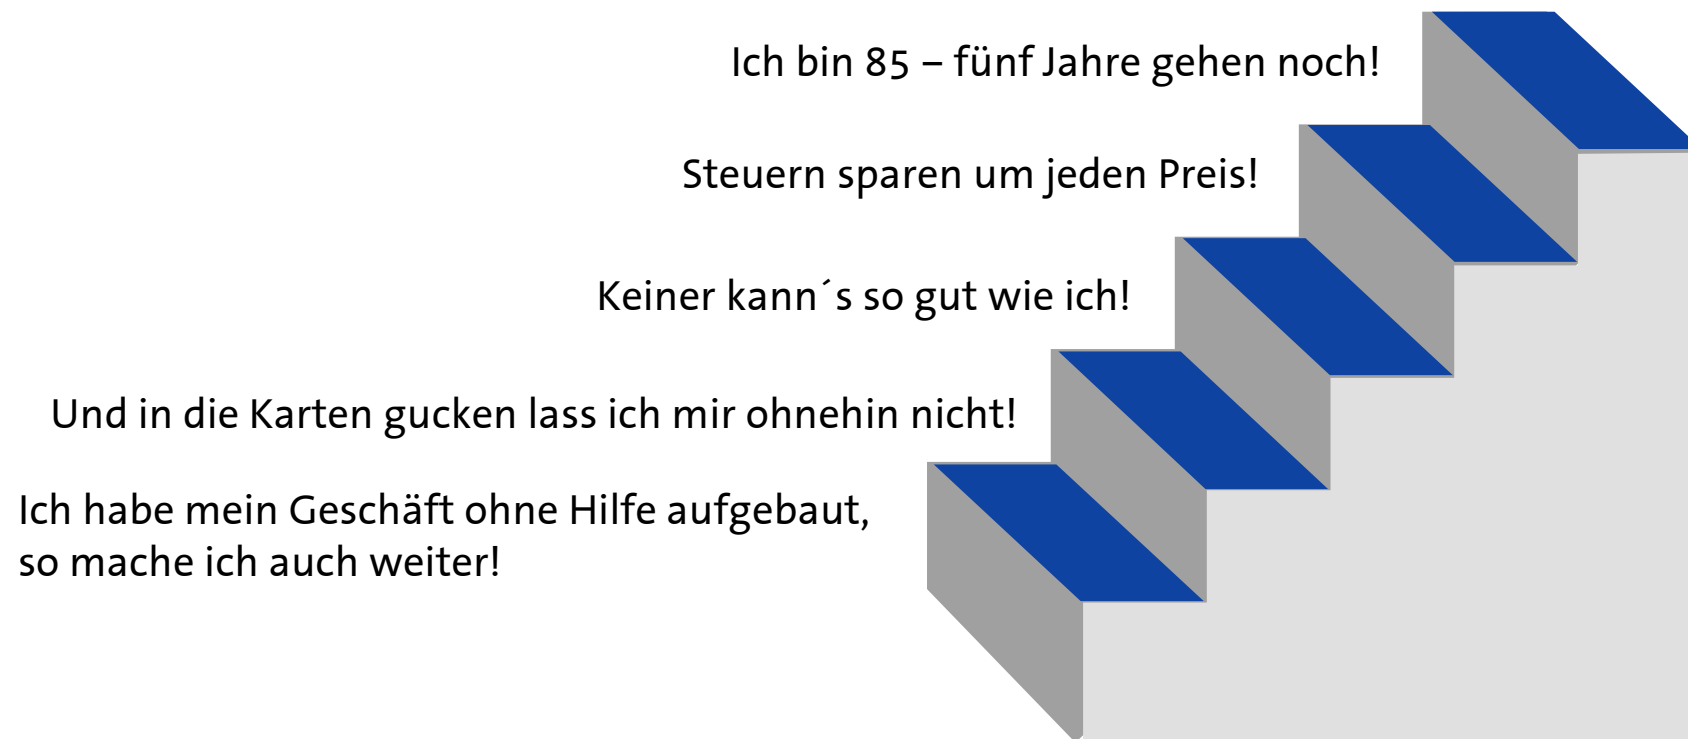 Ich bin 85 – fünf Jahre gehen noch!
Steuern sparen um jeden Preis!
Keiner kann´s so gut wie ich!
Und in die Karten gucken lass ich mir ohnehin nicht!
Ich habe mein Geschäft ohne Hilfe aufgebaut,
so mache ich auch weiter!